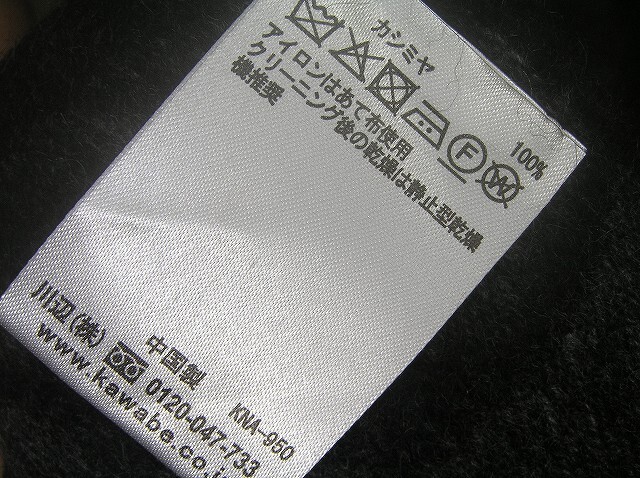 カシミヤ 100%
F W
アイロンはあて布使用
クリーニング後の乾燥は静止型乾燥
機推奨
中国製 KNA-950
川辺(株) 0120-047-733
www.kawabe.co.j